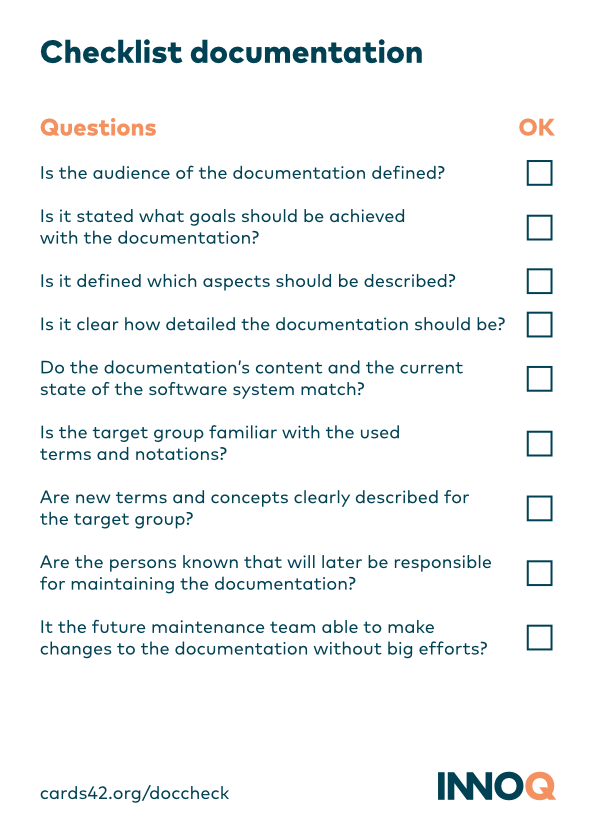 Checklist documentation
Questions OK
Is the audience of the documentation defined?
Is it stated what goals should be achieved
with the documentation?
Is it defined which aspects should be described?
Is it clear how detailed the documentation should be?
Do the documentation’s content and the current
state of the software system match?
Is the target group familiar with the used
terms and notations?
Are new terms and concepts clearly described for
the target group?
Are the persons known that will later be responsible
for maintaining the documentation?
It the future maintenance team able to make
changes to the documentation without big efforts?
cards42.org/doccheck
INNOQ